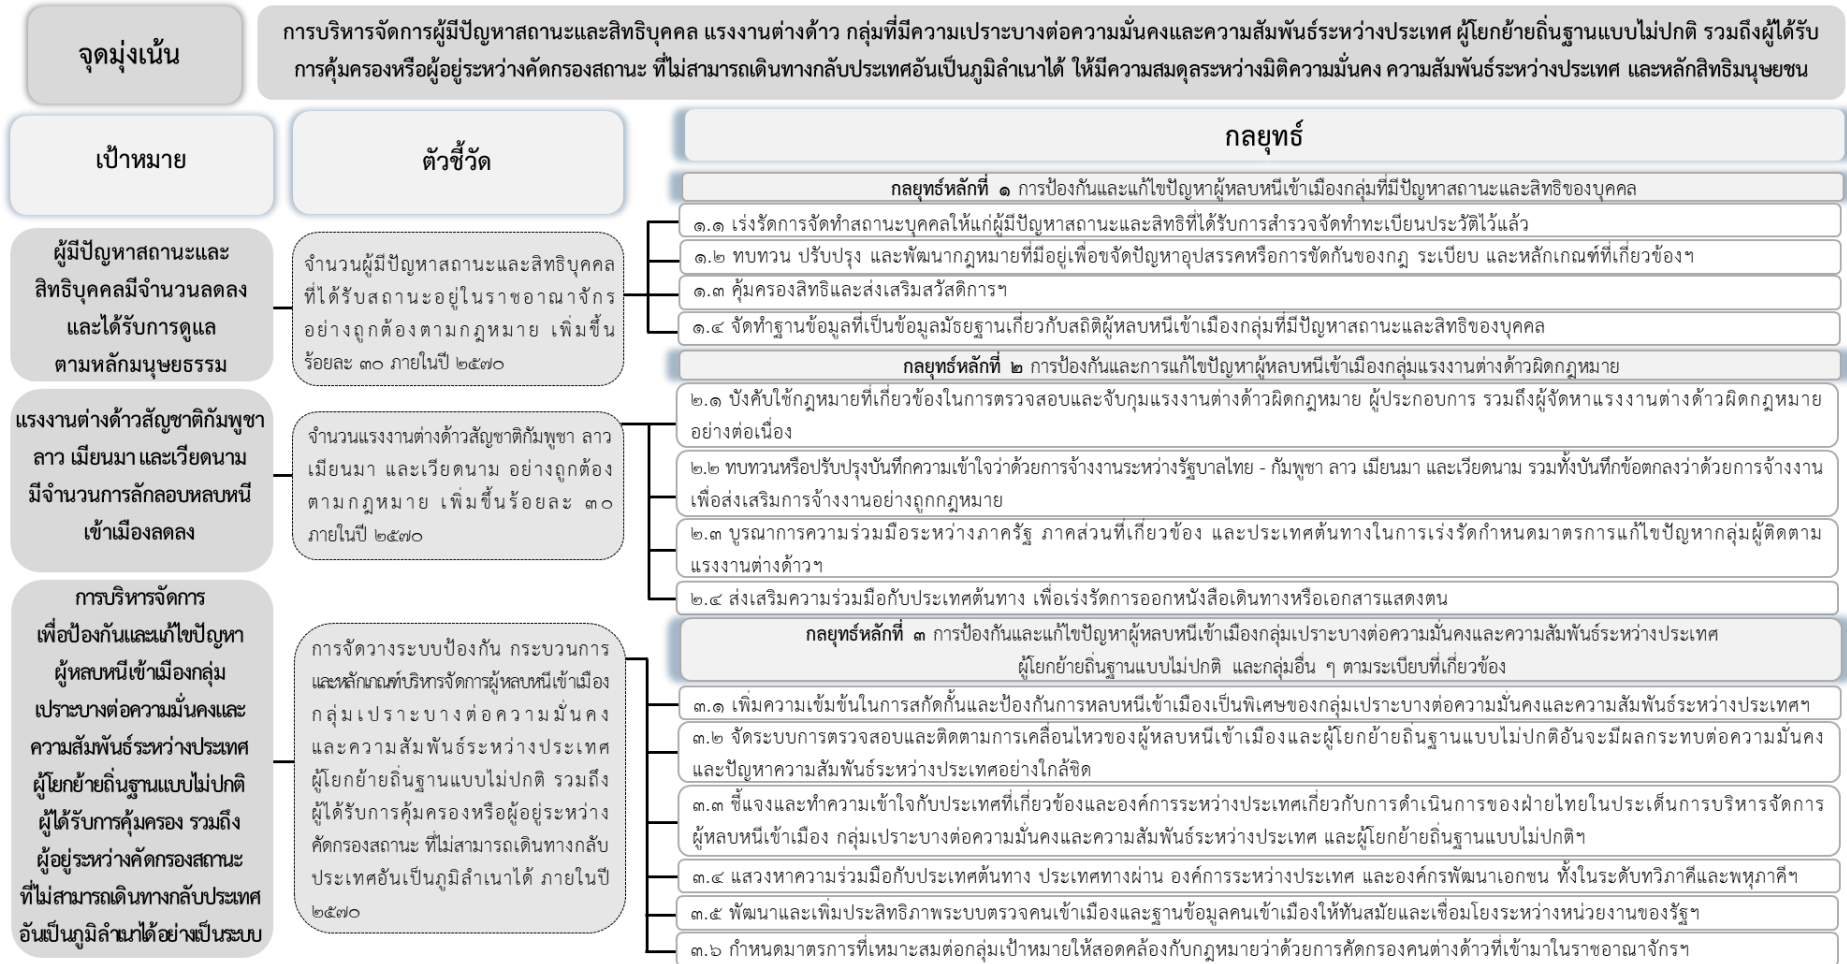 จุดมุ่งเน้น
การบริหารจัดการผู้มีปัญหาสถานะและสิทธิบุคคล แรงงานต่างด้าว กลุ่มที่มีความเปราะบางต่อความมั่นคงและความสัมพันธ์ระหว่างประเทศ ผู้โยกย้ายถิ่นฐานแบบไม่ปกติ รวมถึงผู้ได้รับ
การคุ้มครองหรือผู้อยู่ระหว่างคัดกรองสถานะ ที่ไม่สามารถเดินทางกลับประเทศอันเป็นภูมิลำเนาได้ ให้มีความสมดุลระหว่างมิติความมั่นคง ความสัมพันธ์ระหว่างประเทศ และหลักสิทธิมนุษยชน
เป้าหมาย
ตัวชี้วัด
กลยุทธ์
ผู้มีปัญหาสถานะและ
สิทธิบุคคลมีจำนวนลดลง
และได้รับการดูแล
ตามหลักมนุษยธรรม
จำนวนผู้มีปัญหาสถานะและสิทธิบุคคล
ที่ได้รับสถานะอยู่ในราชอาณาจักร
อย่างถูกต้องตามกฎหมาย เพิ่มขึ้น
ร้อยละ ๓๐ ภายในปี ๒๕๗๐
กลยุทธ์หลักที่ ๑ การป้องกันและแก้ไขปัญหาผู้หลบหนีเข้าเมืองกลุ่มที่มีปัญหาสถานะและสิทธิของบุคคล
๑.๑ เร่งรัดการจัดทำสถานะบุคคลให้แก่ผู้มีปัญหาสถานะและสิทธิที่ได้รับการสำรวจจัดทำทะเบียนประวัติไว้แล้ว
๑.๒ ทบทวน ปรับปรุง และพัฒนากฎหมายที่มีอยู่เพื่อขจัดปัญหาอุปสรรคหรือการขัดกันของกฎ ระเบียบ และหลักเกณฑ์ที่เกี่ยวข้องฯ
๑.๓ คุ้มครองสิทธิและส่งเสริมสวัสดิการฯ
๑.๔ จัดทำฐานข้อมูลที่เป็นข้อมูลมัธยฐานเกี่ยวกับสถิติผู้หลบหนีเข้าเมืองกลุ่มที่มีปัญหาสถานะและสิทธิของบุคคล
แรงงานต่างด้าวสัญชาติกัมพูชา
ลาว เมียนมา และเวียดนาม
มีจำนวนการลักลอบหลบหนี
เข้าเมืองลดลง
จำนวนแรงงานต่างด้าวสัญชาติกัมพูชา ลาว
เมียนมา และเวียดนาม อย่างถูกต้อง
ตามกฎหมาย เพิ่มขึ้นร้อยละ ๓๐
ภายในปี ๒๕๗๐
กลยุทธ์หลักที่ ๒ การป้องกันและการแก้ไขปัญหาผู้หลบหนีเข้าเมืองกลุ่มแรงงานต่างด้าวผิดกฎหมาย
๒.๑ บังคับใช้กฎหมายที่เกี่ยวข้องในการตรวจสอบและจับกุมแรงงานต่างด้าวผิดกฎหมาย ผู้ประกอบการ รวมถึงผู้จัดหาแรงงานต่างด้าวผิดกฎหมาย
อย่างต่อเนื่อง
๒.๒ ทบทวนหรือปรับปรุงบันทึกความเข้าใจว่าด้วยการจ้างงานระหว่างรัฐบาลไทย - กัมพูชา ลาว เมียนมา และเวียดนาม รวมทั้งบันทึกข้อตกลงว่าด้วยการจ้างงาน
เพื่อส่งเสริมการจ้างงานอย่างถูกกฎหมาย
๒.๓ บูรณาการความร่วมมือระหว่างภาครัฐ ภาคส่วนที่เกี่ยวข้อง และประเทศต้นทางในการเร่งรัดกำหนดมาตรการแก้ไขปัญหากลุ่มผู้ติดตาม
แรงงานต่างด้าวฯ
๒.๔ ส่งเสริมความร่วมมือกับประเทศต้นทาง เพื่อเร่งรัดการออกหนังสือเดินทางหรือเอกสารแสดงตน
การบริหารจัดการ
เพื่อป้องกันและแก้ไขปัญหา
ผู้หลบหนีเข้าเมืองกลุ่ม
เปราะบางต่อความมั่นคงและ
ความสัมพันธ์ระหว่างประเทศ
ผู้โยกย้ายถิ่นฐานแบบไม่ปกติ
ผู้ได้รับการคุ้มครอง รวมถึง
ผู้อยู่ระหว่างคัดกรองสถานะ
ที่ไม่สามารถเดินทางกลับประเทศ
อันเป็นภูมิลำเนาได้อย่างเป็นระบบ
การจัดวางระบบป้องกัน กระบวนการ
และหลักเกณฑ์บริหารจัดการผู้หลบหนีเข้าเมือง
กลุ่มเปราะบางต่อความมั่นคง
และความสัมพันธ์ระหว่างประเทศ
ผู้โยกย้ายถิ่นฐานแบบไม่ปกติ รวมถึง
ผู้ได้รับการคุ้มครองหรือผู้อยู่ระหว่าง
คัดกรองสถานะ ที่ไม่สามารถเดินทางกลับ
ประเทศอันเป็นภูมิลำเนาได้ ภายในปี
๒๕๗๐
กลยุทธ์หลักที่ ๓ การป้องกันและแก้ไขปัญหาผู้หลบหนีเข้าเมืองกลุ่มเปราะบางต่อความมั่นคงและความสัมพันธ์ระหว่างประเทศ
ผู้โยกย้ายถิ่นฐานแบบไม่ปกติ และกลุ่มอื่น ๆ ตามระเบียบที่เกี่ยวข้อง
๓.๑ เพิ่มความเข้มข้นในการสกัดกั้นและป้องกันการหลบหนีเข้าเมืองเป็นพิเศษของกลุ่มเปราะบางต่อความมั่นคงและความสัมพันธ์ระหว่างประเทศฯ
๓.๒ จัดระบบการตรวจสอบและติดตามการเคลื่อนไหวของผู้หลบหนีเข้าเมืองและผู้โยกย้ายถิ่นฐานแบบไม่ปกติอันจะมีผลกระทบต่อความมั่นคง
และปัญหาความสัมพันธ์ระหว่างประเทศอย่างใกล้ชิด
๓.๓ ชี้แจงและทำความเข้าใจกับประเทศที่เกี่ยวข้องและองค์การระหว่างประเทศเกี่ยวกับการดำเนินการของฝ่ายไทยในประเด็นการบริหารจัดการ
ผู้หลบหนีเข้าเมือง กลุ่มเปราะบางต่อความมั่นคงและความสัมพันธ์ระหว่างประเทศ และผู้โยกย้ายถิ่นฐานแบบไม่ปกติฯ
๓.๔ แสวงหาความร่วมมือกับประเทศต้นทาง ประเทศทางผ่าน องค์การระหว่างประเทศ และองค์กรพัฒนาเอกชน ทั้งในระดับทวิภาคีและพหุภาคีฯ
๓.๕ พัฒนาและเพิ่มประสิทธิภาพระบบตรวจคนเข้าเมืองและฐานข้อมูลคนเข้าเมืองให้ทันสมัยและเชื่อมโยงระหว่างหน่วยงานของรัฐฯ
๓.๖ กำหนดมาตรการที่เหมาะสมต่อกลุ่มเป้าหมายให้สอดคล้องกับกฎหมายว่าด้วยการคัดกรองคนต่างด้าวที่เข้ามาในราชอาณาจักรฯ